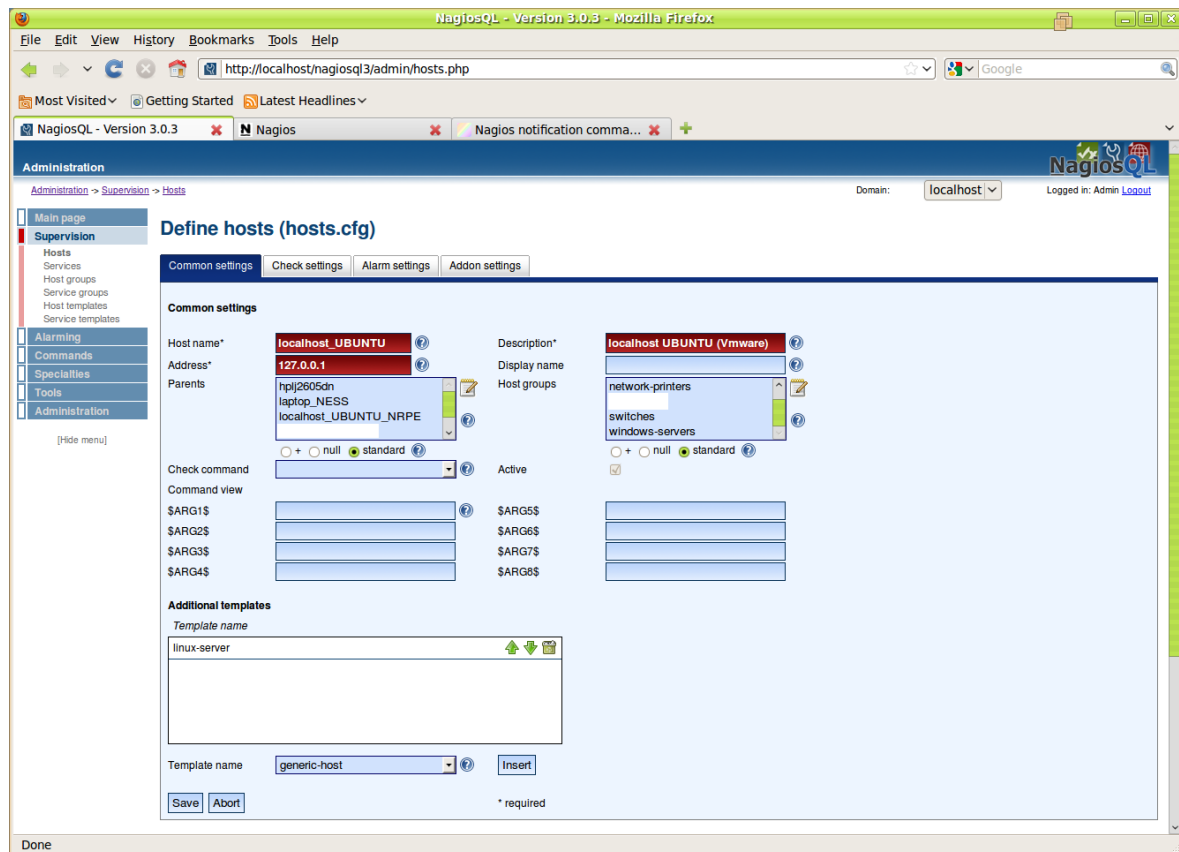 NagiosQL - Version 3.0.3 - Mozilla Firefox
File Edit View History Bookmarks Tools Help
http://localhost/nagiosql3/admin/hosts.php
Google
Most Visited Getting Started Latest Headlines
NagiosQL - Version 3.0.3
N Nagios
Nagios notification comma...
Administration
NagiosQL
Administration -> Supervision -> Hosts
Domain:
localhost
Logged in: Admin Logout
Main page
Supervision
Hosts
Services
Host groups
Service groups
Host templates
Service templates
Alarming
Commands
Specialties
Tools
Administration
[Hide menu]
Define hosts (hosts.cfg)
Common settings Check settings Alarm settings Addon settings
Common settings
Host name* localhost_UBUNTU Description* localhost UBUNTU (Vmware)
Address* 127.0.0.1 Display name
Parents
hplj2605dn
laptop_NESS
localhost_UBUNTU_NRPE
Host groups
network-printers
switches
windows-servers
+ null standard + null standard
Check command Active
Command view
$ARG1$ $ARG5$
$ARG2$ $ARG6$
$ARG3$ $ARG7$
$ARG4$ $ARG8$
Additional templates
Template name
linux-server
Template name generic-host Insert
Save Abort * required
Done